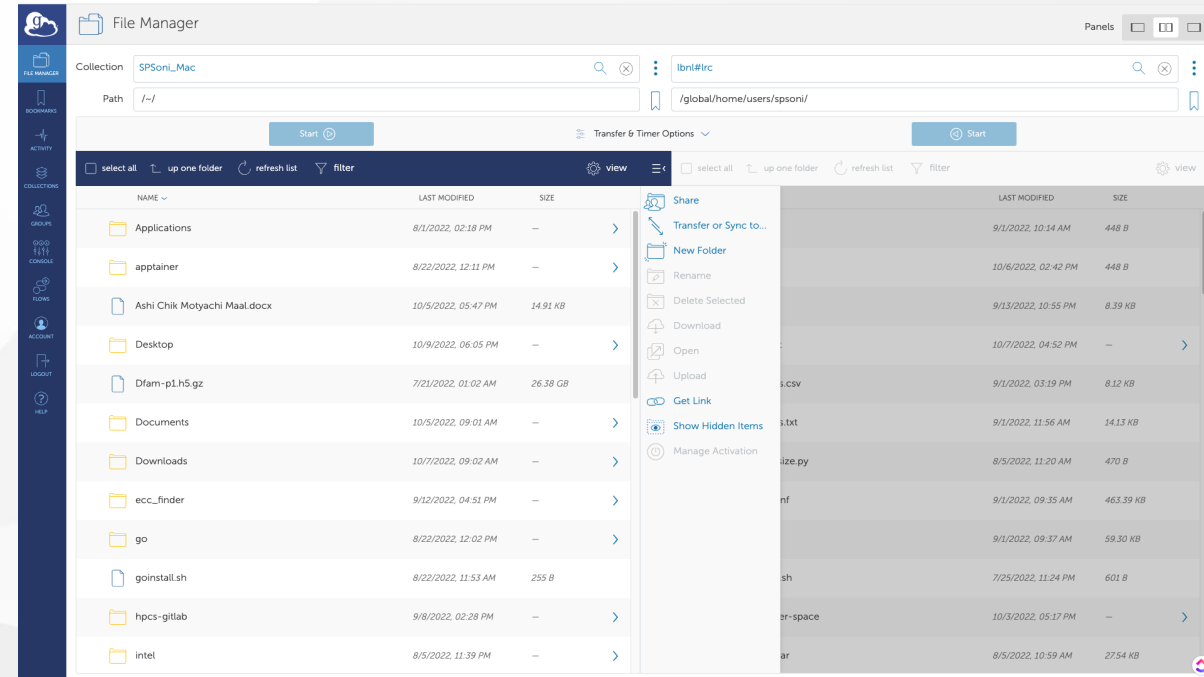 File Manager
Panels
FILE MANAGER
BOOKMARKS
ACTIVITY
COLLECTIONS
GROUPS
CONSOLE
FLOWS
ACCOUNT
LOGOUT
HELP
Collection SPSoni_Mac
lbnl#lrc
Path /~/
/global/home/users/spsoni/
Start
Transfer & Timer Options
Start
select all up one folder refresh list filter view
select all up one folder refresh list filter view
NAME LAST MODIFIED SIZE
Applications 8/1/2022, 02:18 PM —
apptainer 8/22/2022, 12:11 PM —
Ashi Chik Motyachi Maal.docx 10/5/2022, 05:47 PM 14.91 KB
Desktop 10/9/2022, 06:05 PM —
Dfam-p1.h5.gz 7/21/2022, 01:02 AM 26.38 GB
Documents 10/5/2022, 09:01 AM —
Downloads 10/7/2022, 09:02 AM —
ecc_finder 9/12/2022, 04:51 PM —
go 8/22/2022, 12:02 PM —
goinstall.sh 8/22/2022, 11:53 AM 255 B
hpcs-gitlab 9/8/2022, 02:28 PM —
intel 8/5/2022, 11:39 PM —
Share
Transfer or Sync to...
New Folder
Rename
Delete Selected
Download
Open
Upload
Get Link
Show Hidden Items
Manage Activation
LAST MODIFIED SIZE
9/1/2022, 10:14 AM 448 B
10/6/2022, 02:42 PM 448 B
9/13/2022, 10:55 PM 8.39 KB
10/7/2022, 04:52 PM —
s.csv 9/1/2022, 03:19 PM 8.12 KB
s.txt 9/1/2022, 11:56 AM 14.13 KB
size.py 8/5/2022, 11:20 AM 470 B
nf 9/1/2022, 09:35 AM 463.39 KB
9/1/2022, 09:37 AM 59.30 KB
sh 7/25/2022, 11:24 PM 601 B
er-space 10/3/2022, 05:17 PM —
ar 8/5/2022, 10:59 AM 27.54 KB